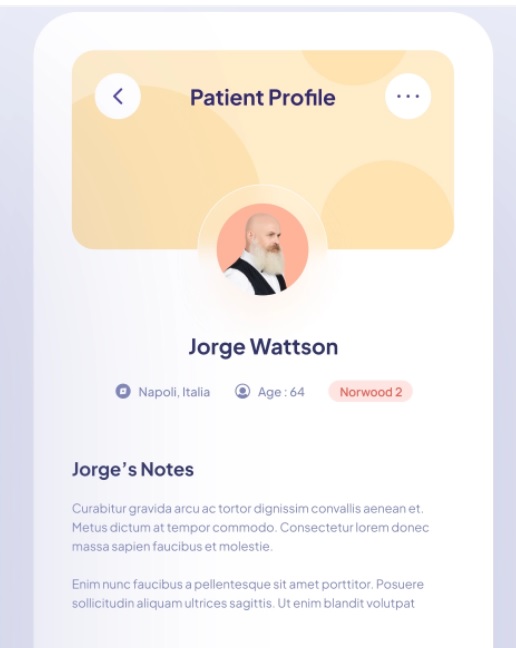 Patient Profile
Jorge Wattson
Napoli, Italia Age : 64 Norwood 2
Jorge's Notes
Curabitur gravida arcu ac tortor dignissim convallis aenean et.
Metus dictum at tempor commodo. Consectetur lorem donec
massa sapien faucibus et molestie.
Enim nunc faucibus a pellentesque sit amet porttitor. Posuere
sollicitudin aliquam ultrices sagittis. Ut enim blandit volutpat